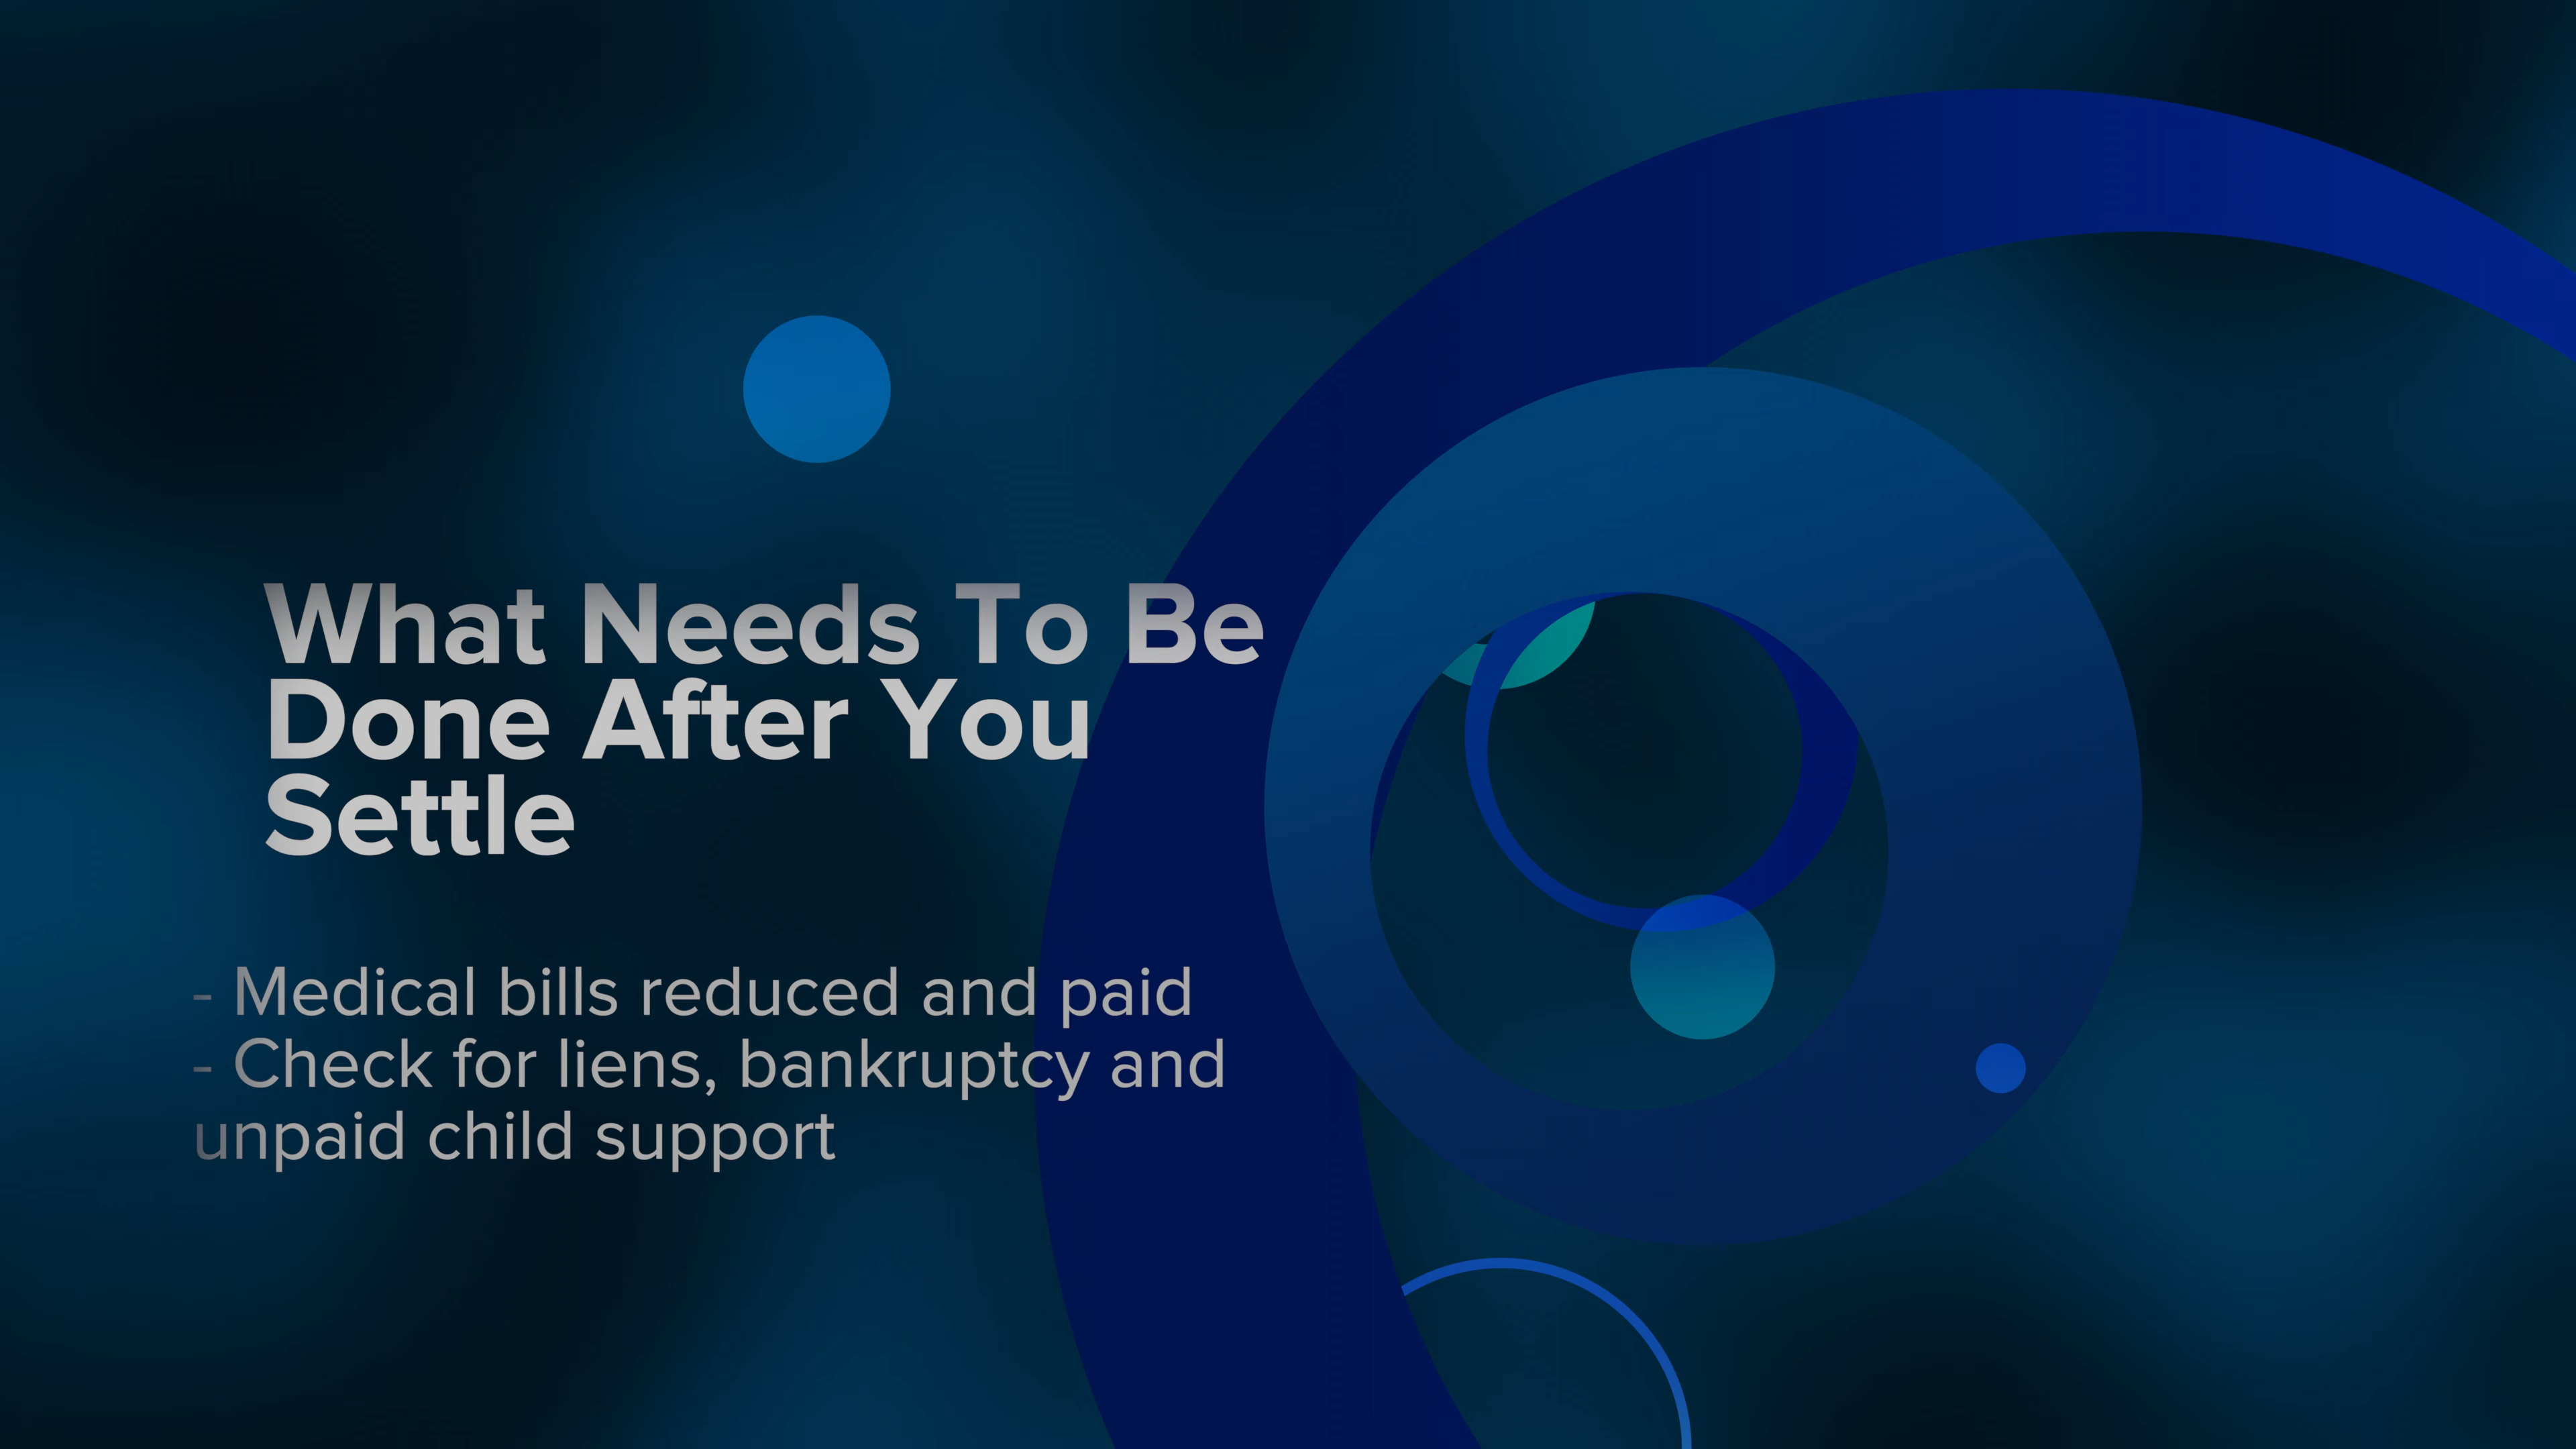 What Needs To Be
Done After You
Settle
- Medical bills reduced and paid
- Check for liens, bankruptcy and
unpaid child support